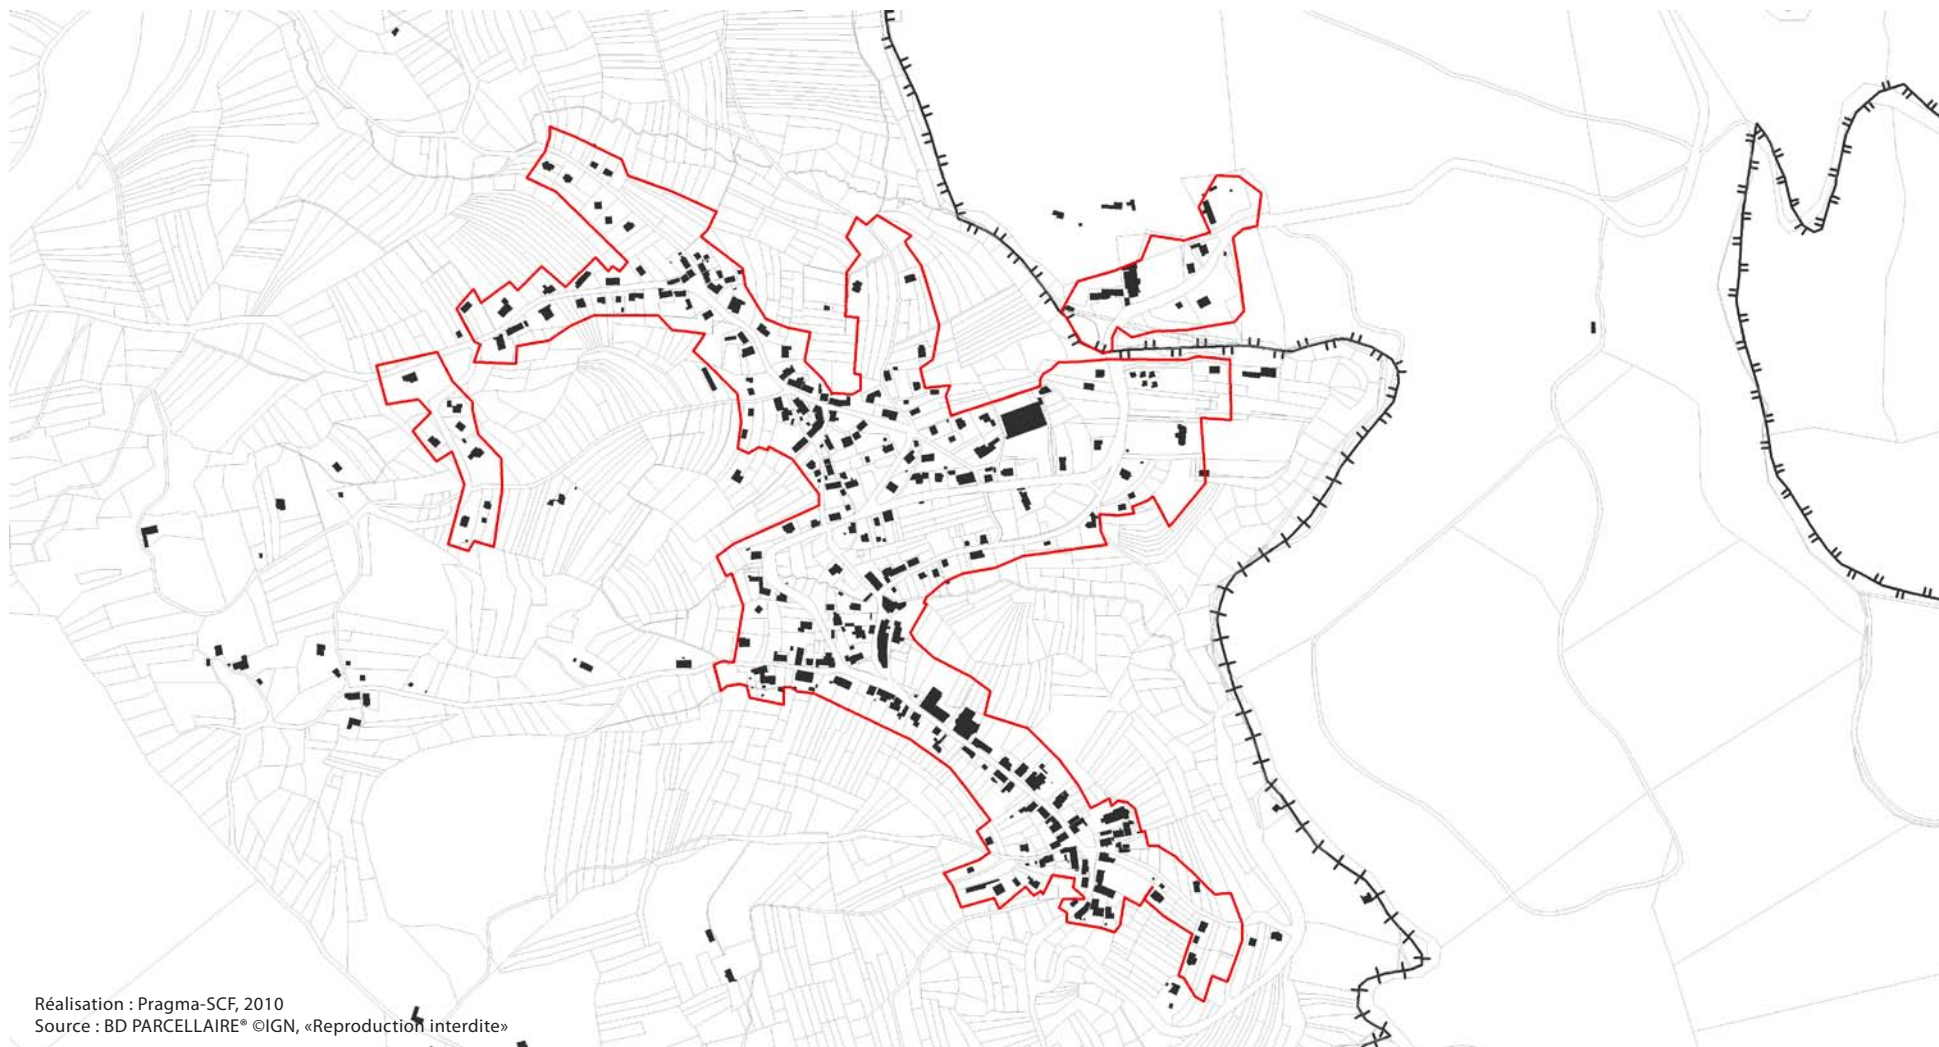 Réalisation : Pragma-SCF, 2010
Source : BD PARCELLAIRE® ©IGN, «Reproduction interdite»